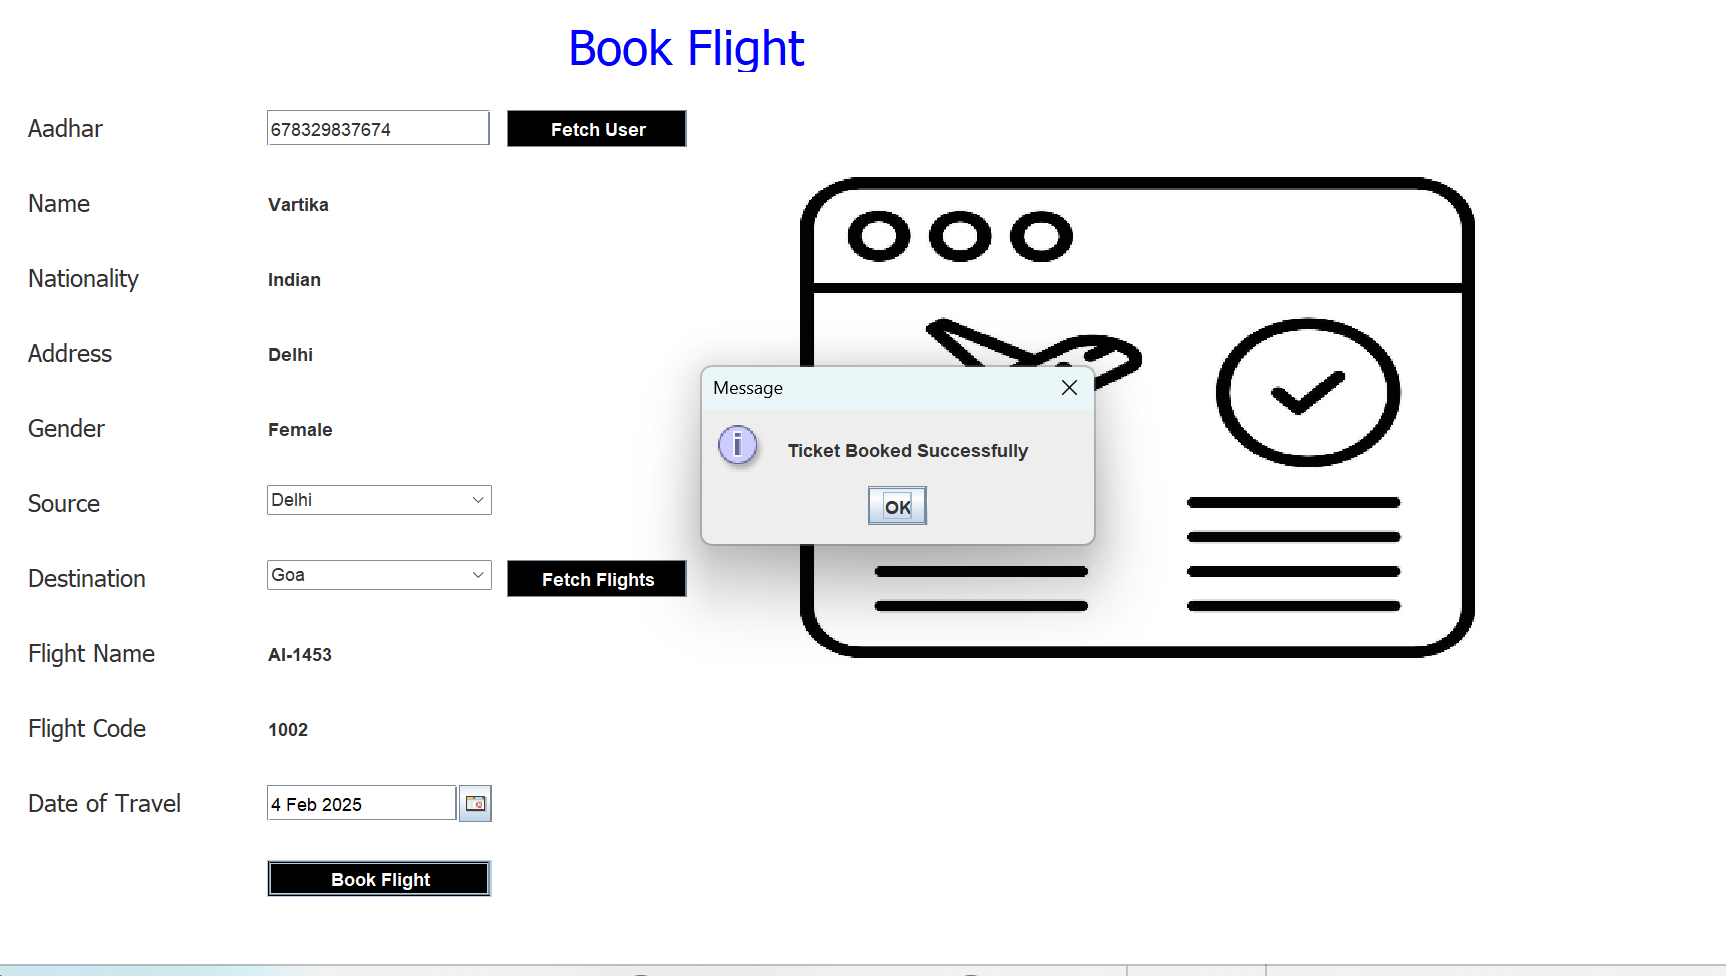 Book Flight
Aadhar 678329837674 Fetch User
Name Vartika
Nationality Indian
Address Delhi
Message
Gender Female
Ticket Booked Successfully
Source Delhi
OK
Destination Goa Fetch Flights
Flight Name AI-1453
Flight Code 1002
Date of Travel 4 Feb 2025
Book Flight